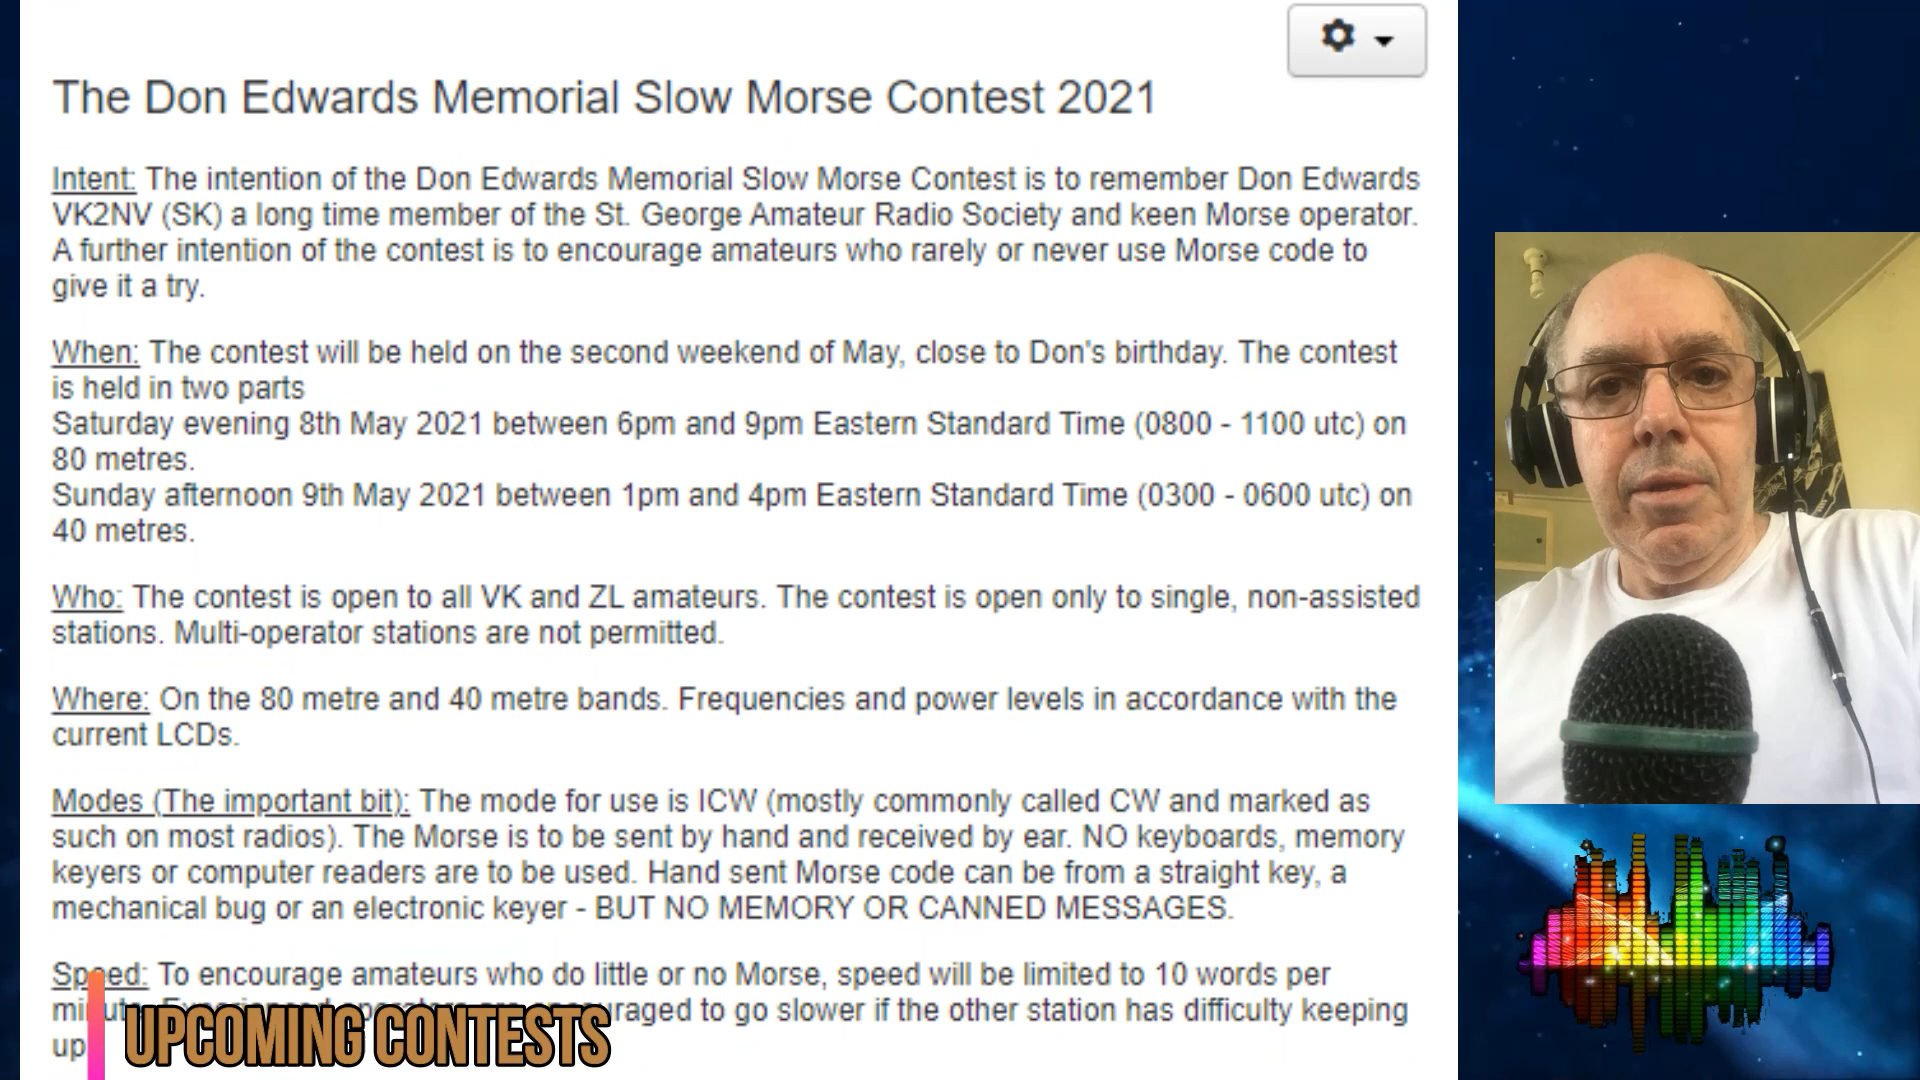 The Don Edwards Memorial Slow Morse Contest 2021
Intent: The intention of the Don Edwards Memorial Slow Morse Contest is to remember Don Edwards
VK2NV (SK) a long time member of the St. George Amateur Radio Society and keen Morse operator.
A further intention of the contest is to encourage amateurs who rarely or never use Morse code to
give it a try.
When: The contest will be held on the second weekend of May, close to Don's birthday. The contest
is held in two parts
Saturday evening 8th May 2021 between 6pm and 9pm Eastern Standard Time (0800 - 1100 utc) on
80 metres.
Sunday afternoon 9th May 2021 between 1pm and 4pm Eastern Standard Time (0300 - 0600 utc) on
40 metres.
Who: The contest is open to all VK and ZL amateurs. The contest is open only to single, non-assisted
stations. Multi-operator stations are not permitted.
Where: On the 80 metre and 40 metre bands. Frequencies and power levels in accordance with the
current LCDs.
Modes (The important bit): The mode for use is ICW (mostly commonly called CW and marked as
such on most radios). The Morse is to be sent by hand and received by ear. NO keyboards, memory
keyers or computer readers are to be used. Hand sent Morse code can be from a straight key, a
mechanical bug or an electronic keyer - BUT NO MEMORY OR CANNED MESSAGES.
Speed: To encourage amateurs who do little or no Morse, speed will be limited to 10 words per
to go slower if the other station has difficulty keeping
up
UPCOMING CONTESTS